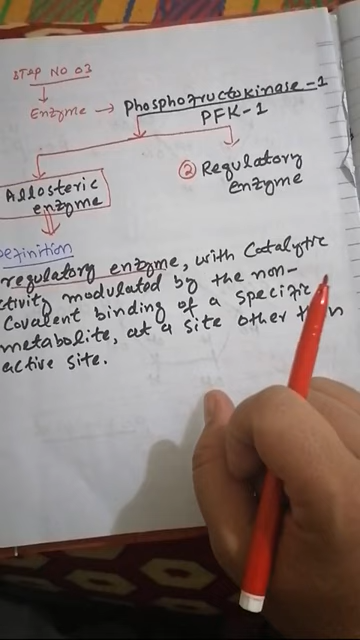 STEP NO 03
Enzyme → Phosphofructokinase-1
PFK-1
Allosteric
enzyme
② Regulatory
enzyme
Definition
regulatory enzyme, with Catalytic
ctivity modulated by the non-
Covalent binding of a specific
metabolite, at a site other than
active site.